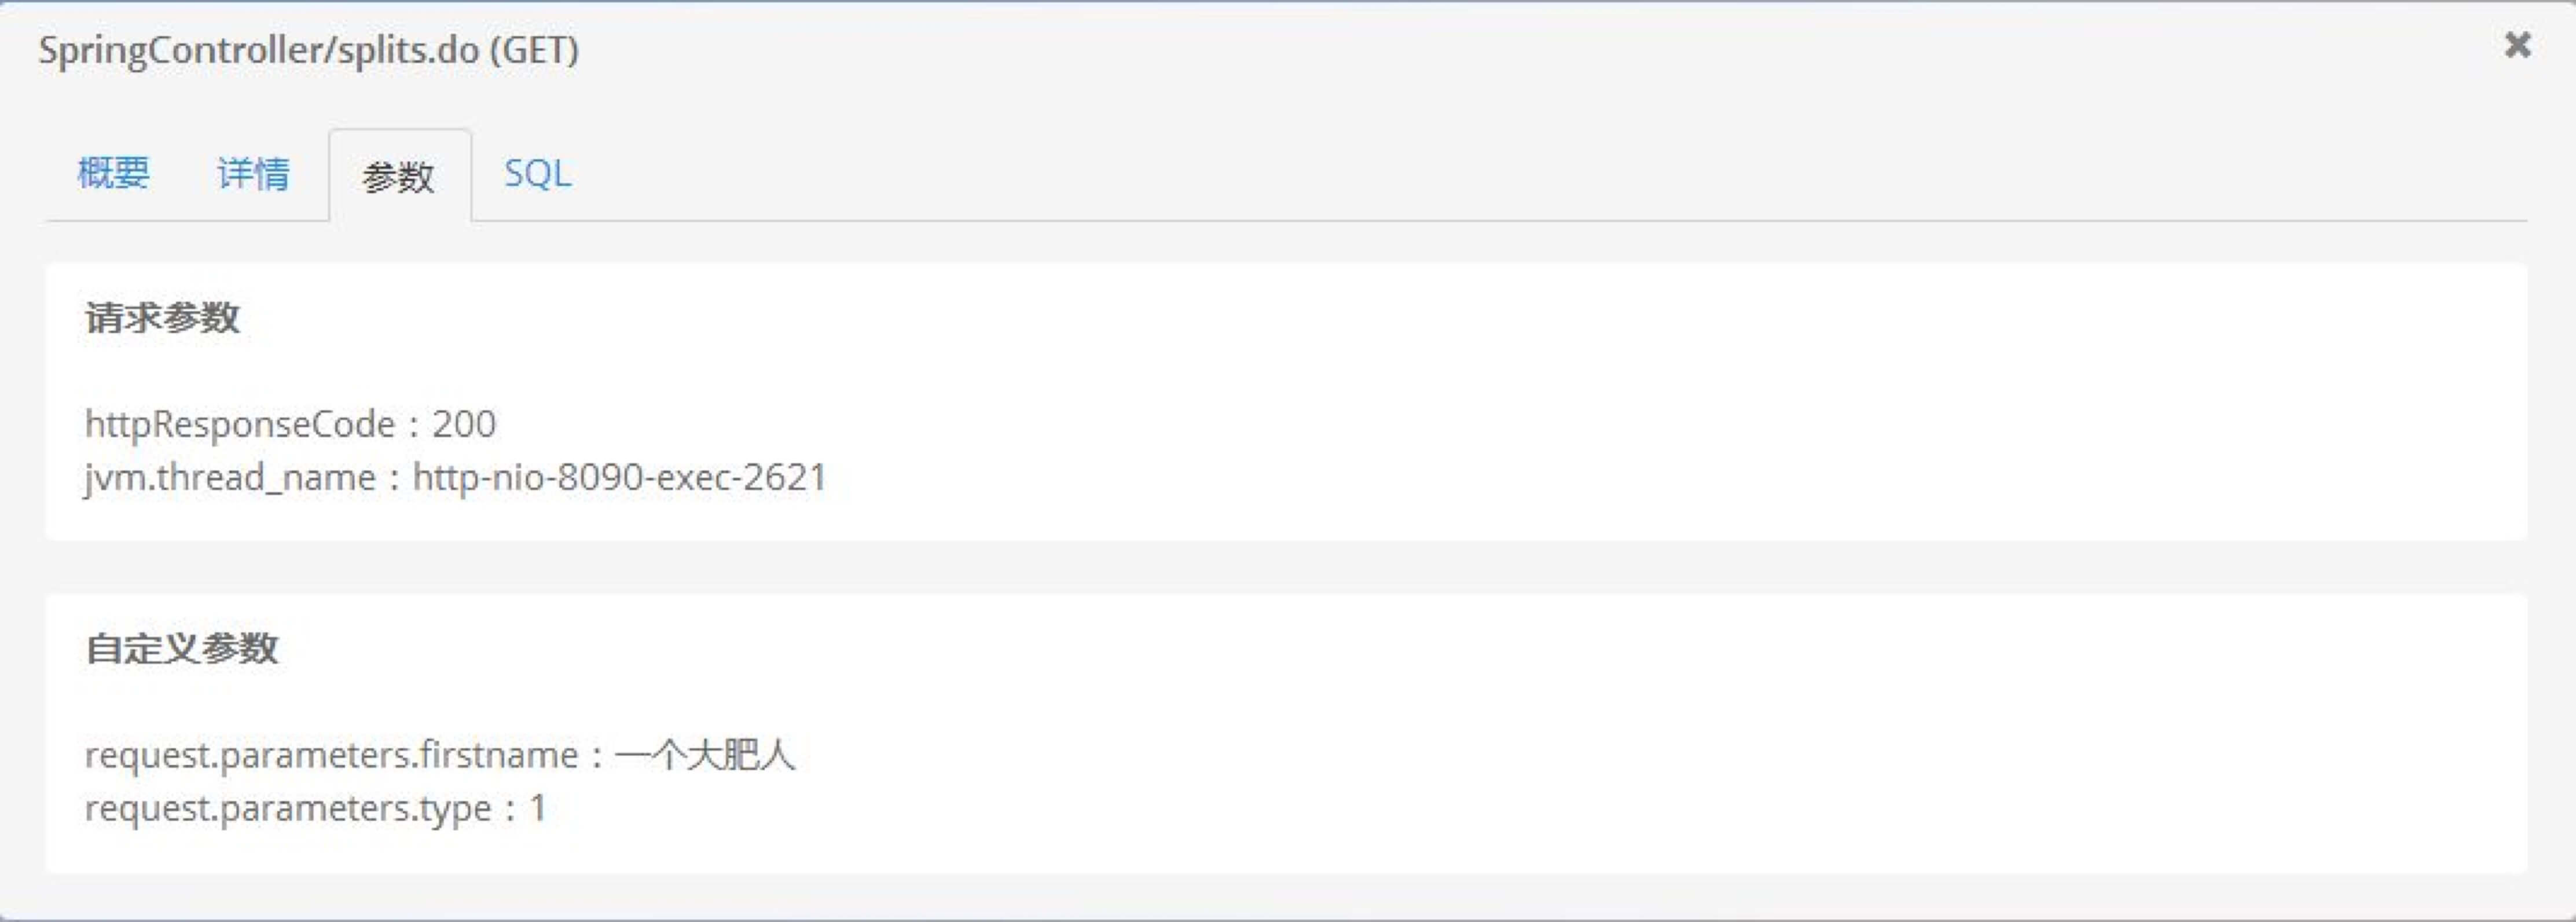 SpringController/splits.do (GET)
概要 详情 参数 SQL
请求参数
httpResponseCode：200
jvm.thread_name：http-nio-8090-exec-2621
自定义参数
request.parameters.firstname：一个大肥人
request.parameters.type：1